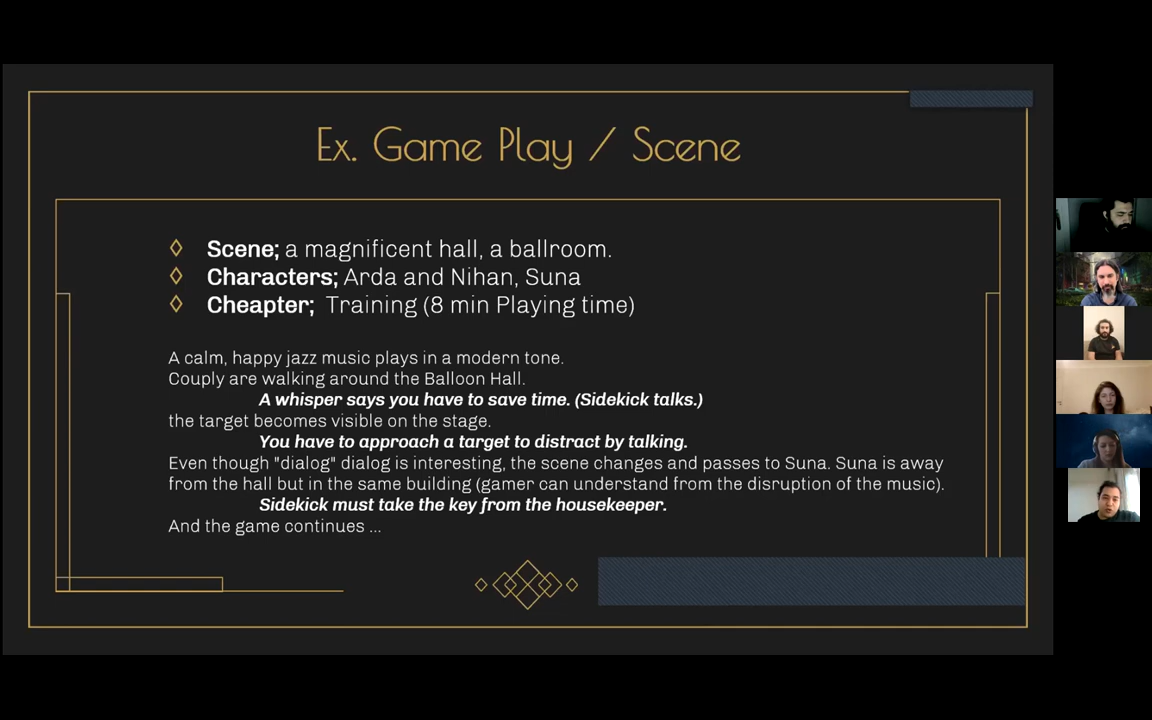 Ex. Game Play / Scene
Scene; a magnificent hall, a ballroom.
Characters; Arda and Nihan, Suna
Cheapter; Training (8 min Playing time)
A calm, happy jazz music plays in a modern tone.
Couply are walking around the Balloon Hall.
A whisper says you have to save time. (Sidekick talks.)
the target becomes visible on the stage.
You have to approach a target to distract by talking.
Even though "dialog" dialog is interesting, the scene changes and passes to Suna. Suna is away
from the hall but in the same building (gamer can understand from the disruption of the music).
Sidekick must take the key from the housekeeper.
And the game continues ...